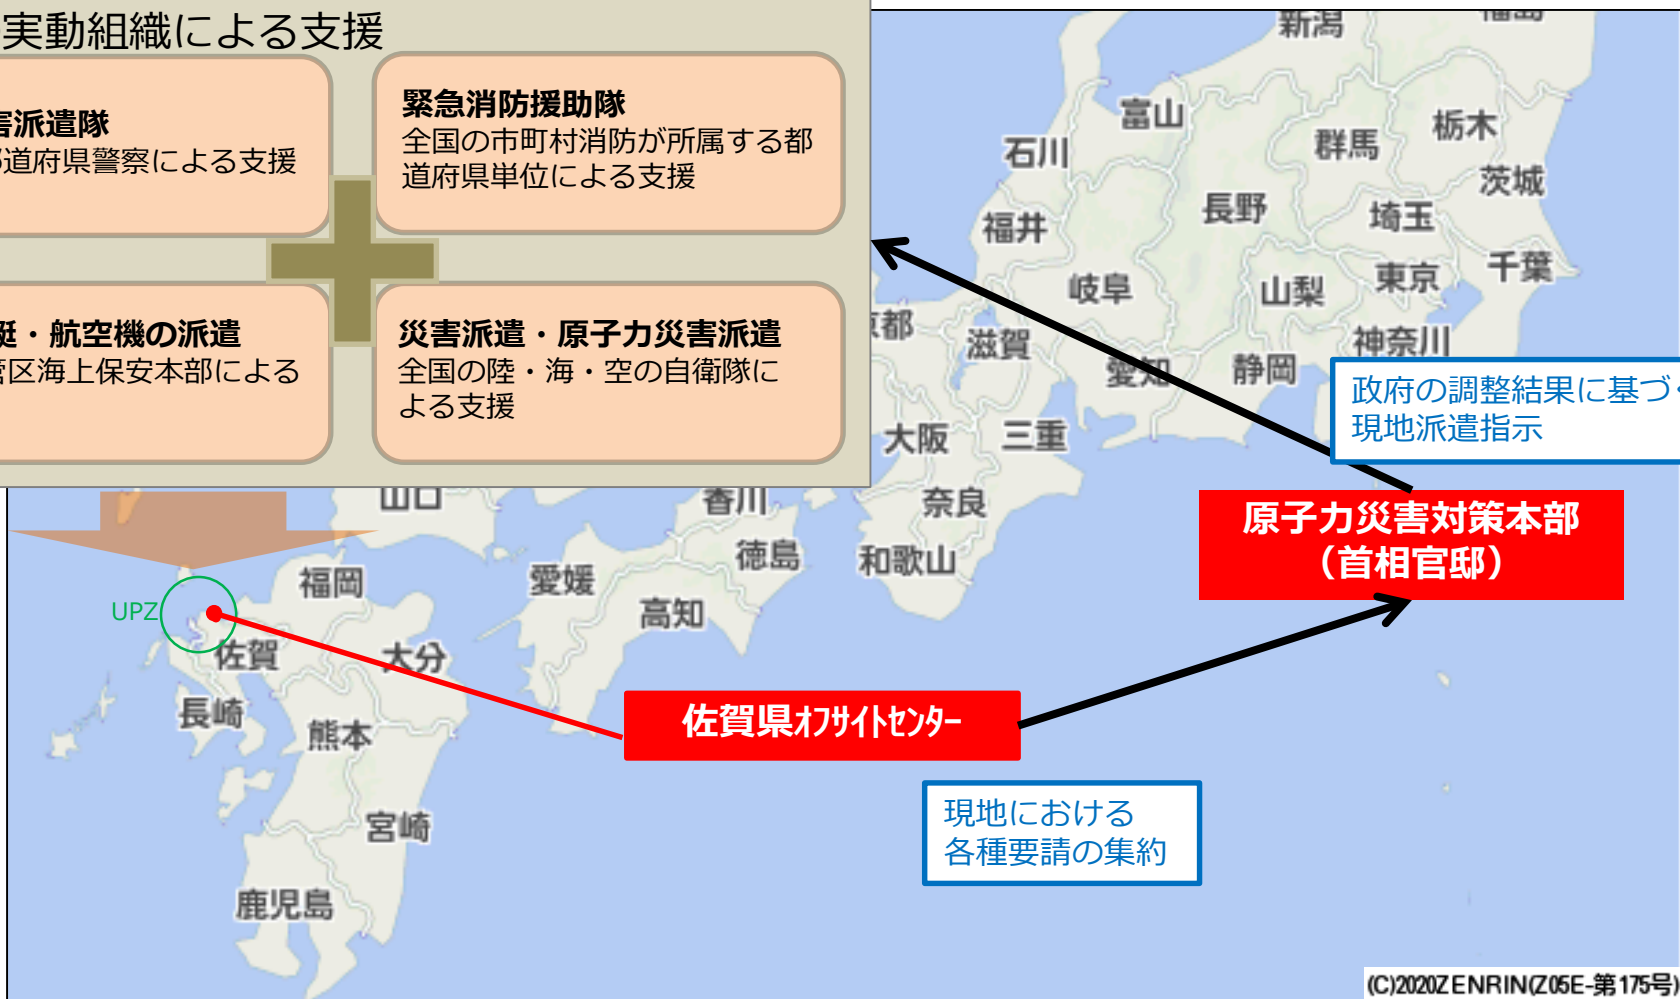 実動組織による支援
害派遣隊
道府県警察による支援
緊急消防援助隊
全国の市町村消防が所属する都
道府県単位による支援
艇・航空機の派遣
管区海上保安本部による
災害派遣・原子力災害派遣
全国の陸・海・空の自衛隊に
よる支援
新潟
福島
富山
石川
群馬
栃木
茨城
長野
埼玉
福井
岐阜
山梨
東京
千葉
都
滋賀
神奈川
愛知
静岡
政府の調整結果に基づく
現地派遣指示
大阪
三重
山口
香川
奈良
原子力災害対策本部
（首相官邸）
徳島
和歌山
福岡
愛媛
UPZ
高知
佐賀
大分
長崎
熊本
佐賀県ｵﾌｻｲﾄｾﾝﾀｰ
宮崎
現地における
各種要請の集約
鹿児島
(C)2020ZENRIN(Z05E-第175号)